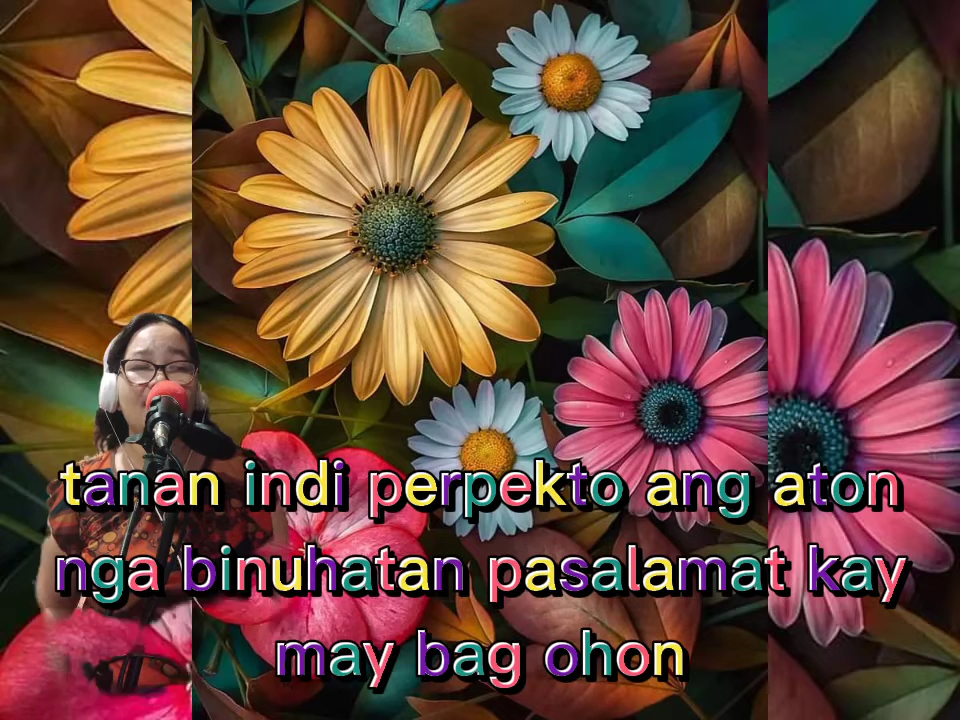 tanan indi perpekto ang aton
nga binuhatan pasalamat kay
may bag ohon